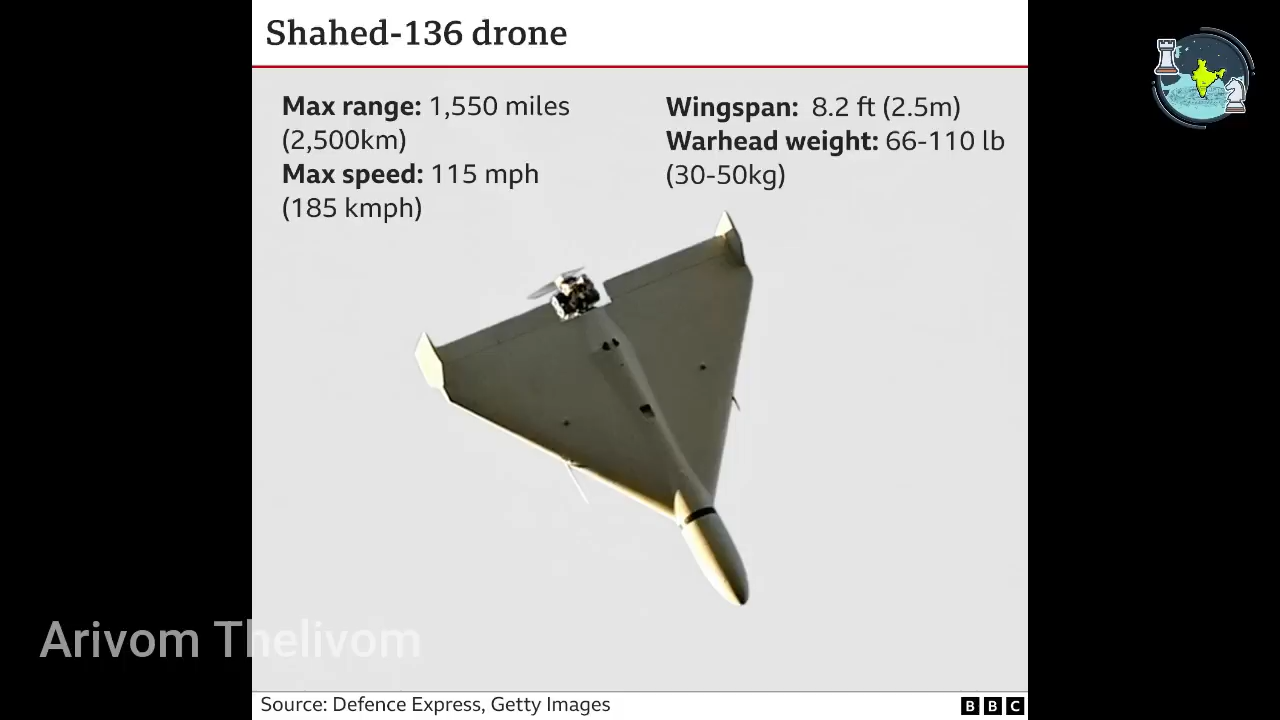 Shahed-136 drone
Max range: 1,550 miles
(2,500km)
Max speed: 115 mph
(185 kmph)
Wingspan: 8.2 ft (2.5m)
Warhead weight: 66-110 lb
(30-50kg)
Arivom Thelivom
Source: Defence Express, Getty Images
BBC